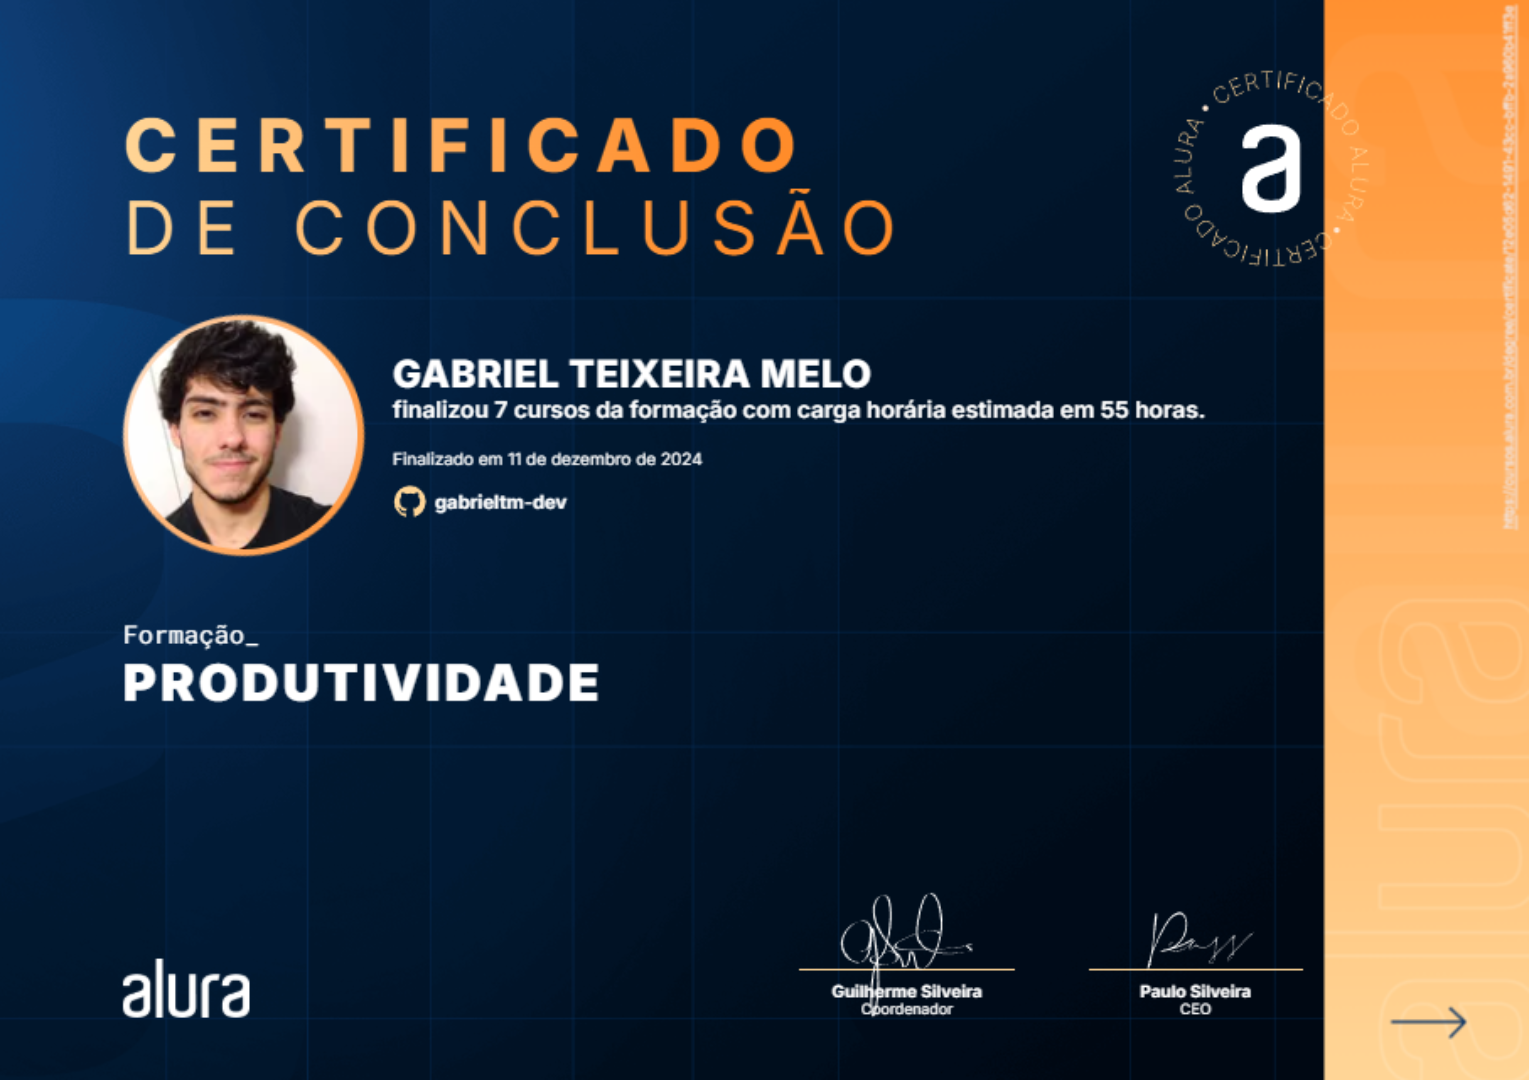 CERTIFICADO
DE CONCLUSÃO
• CERTIFICADO ALURA • CERTIFICADO ALURA
a
GABRIEL TEIXEIRA MELO
finalizou 7 cursos da formação com carga horária estimada em 55 horas.
Finalizado em 11 de dezembro de 2024
gabrieltm-dev
Formação_
PRODUTIVIDADE
alura
Guilherme Silveira
Coordenador
Paulo Silveira
CEO
alura